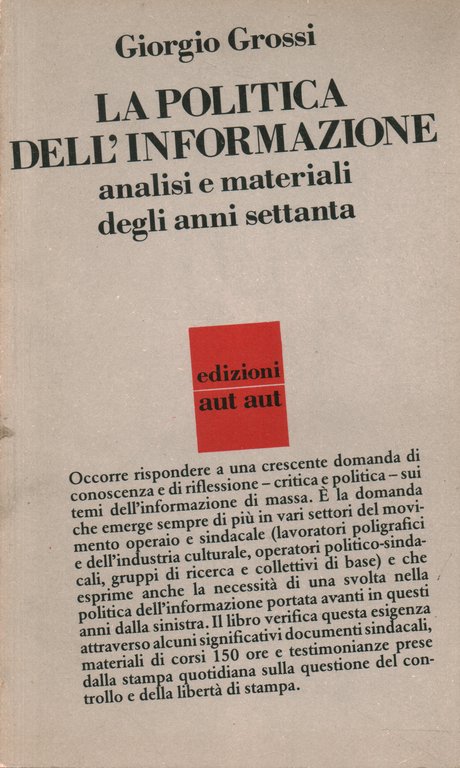 Giorgio Grossi
LA POLITICA
DELL'INFORMAZIONE
analisi e materiali
degli anni settanta
edizioni
aut aut
Occorre rispondere a una crescente domanda di
conoscenza e di riflessione – critica e politica – sui
temi dell'informazione di massa. È la domanda
che emerge sempre di più in vari settori del movi-
mento operaio e sindacale (lavoratori poligrafici
e dell'industria culturale, operatori politico-sinda-
cali, gruppi di ricerca e collettivi di base) e che
esprime anche la necessità di una svolta nella
politica dell'informazione portata avanti in questi
anni dalla sinistra. Il libro verifica questa esigenza
attraverso alcuni significativi documenti sindacali,
materiali di corsi 150 ore e testimonianze prese
dalla stampa quotidiana sulla questione del con-
trollo e della libertà di stampa.